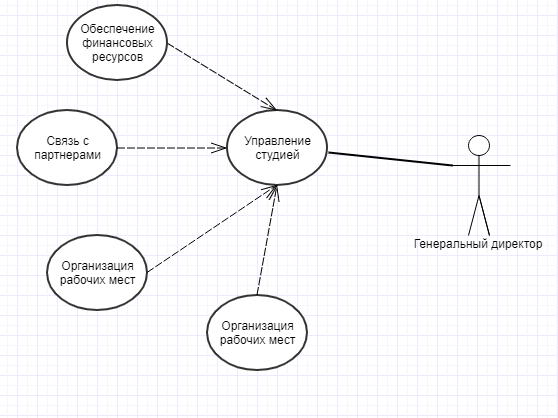 Обеспечение
финансовых
ресурсов
Связь с
партнерами
Управление
студией
Генеральный директор
Организация
рабочих мест
Организация
рабочих мест